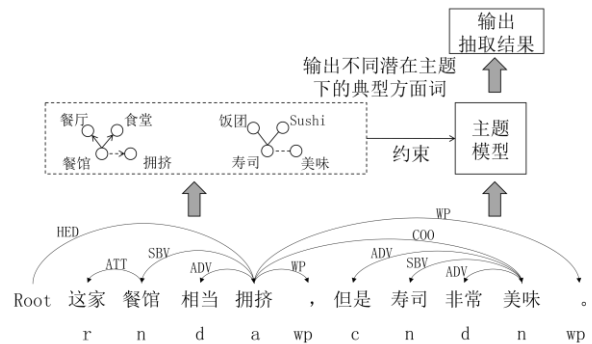 输出
抽取结果
输出不同潜在主题
下的典型方面词
餐厅 食堂 饭团 Sushi
主题
模型
约束
餐馆 拥挤 寿司 美味
HED
WP
COO
SBV
ADV
ATT
ADV
WP
SBV
ADV
Root 这家 餐馆 相当 拥挤 , 但是 寿司 非常 美味 。
r n d a wp c n d n wp